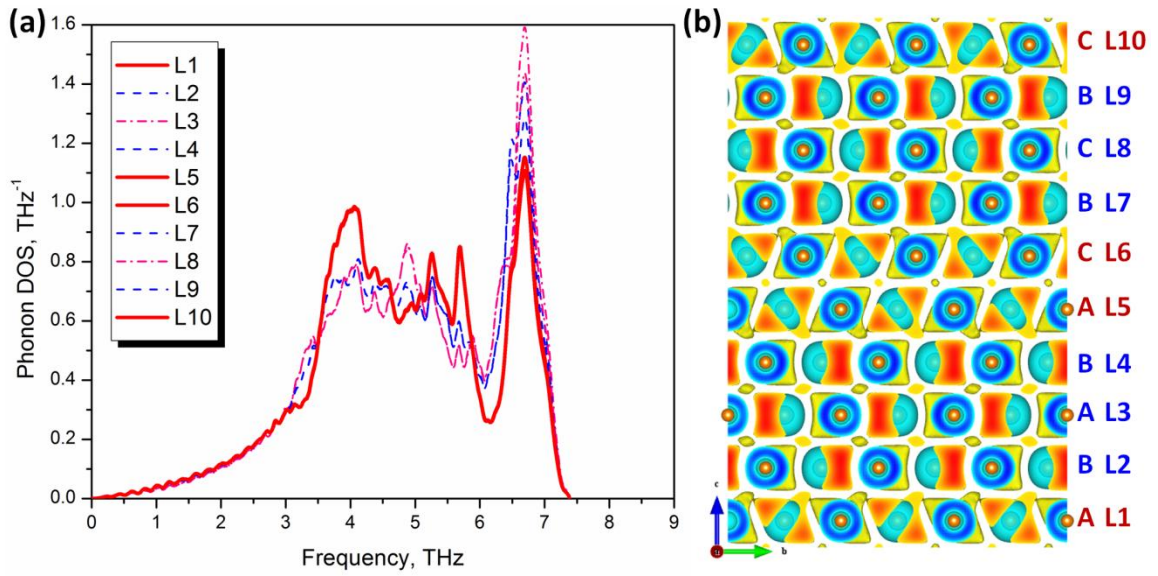 (a)
Phonon DOS, THz⁻¹
1.6
1.4
1.2
1.0
0.8
0.6
0.4
0.2
0.0
L1
L2
L3
L4
L5
L6
L7
L8
L9
L10
0 1 2 3 4 5 6 7 8 9
Frequency, THz
(b)
C L10
B L9
C L8
B L7
C L6
A L5
B L4
A L3
B L2
A L1
c
b